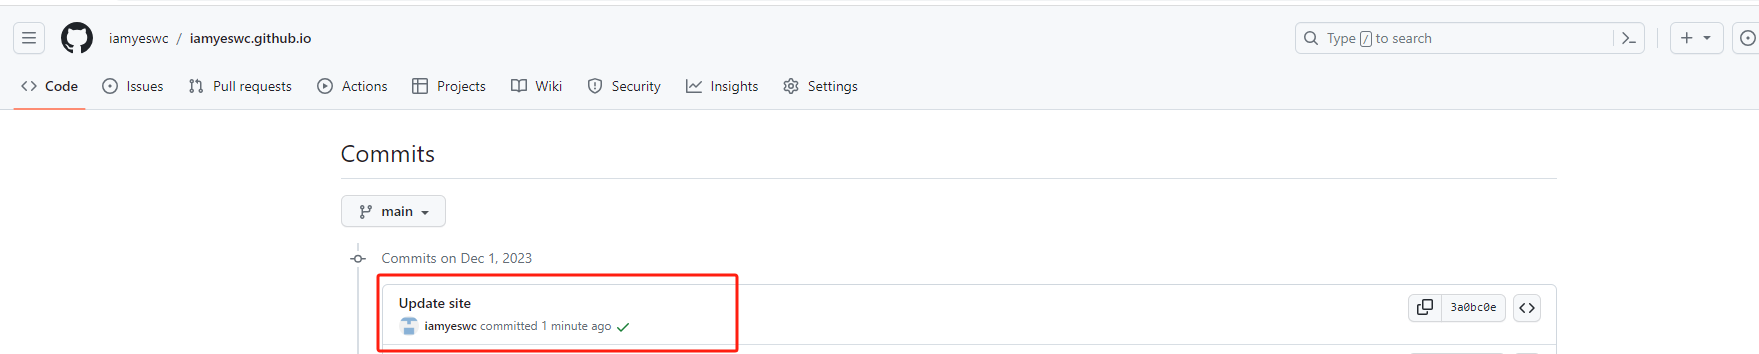 iamyeswc / iamyeswc.github.io
Type / to search
Code Issues Pull requests Actions Projects Wiki Security Insights Settings
Commits
main
Commits on Dec 1, 2023
Update site
3a0bc0e
iamyeswc committed 1 minute ago